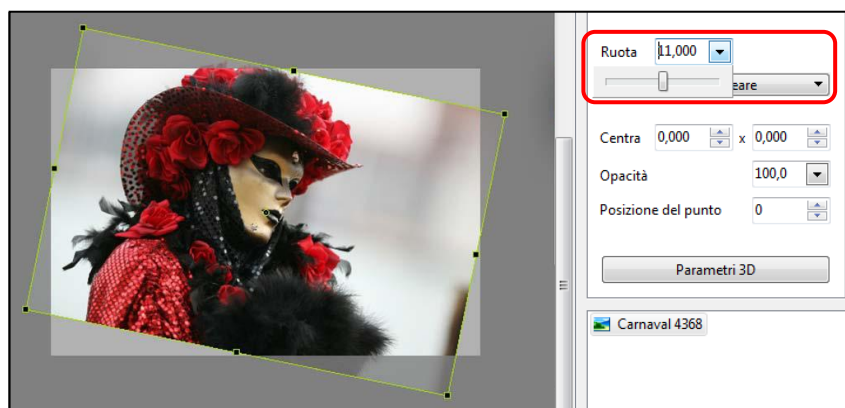 Ruota 11,000
eare
Centra 0,000 x 0,000
Opacità 100,0
Posizione del punto 0
Parametri 3D
Carnaval 4368